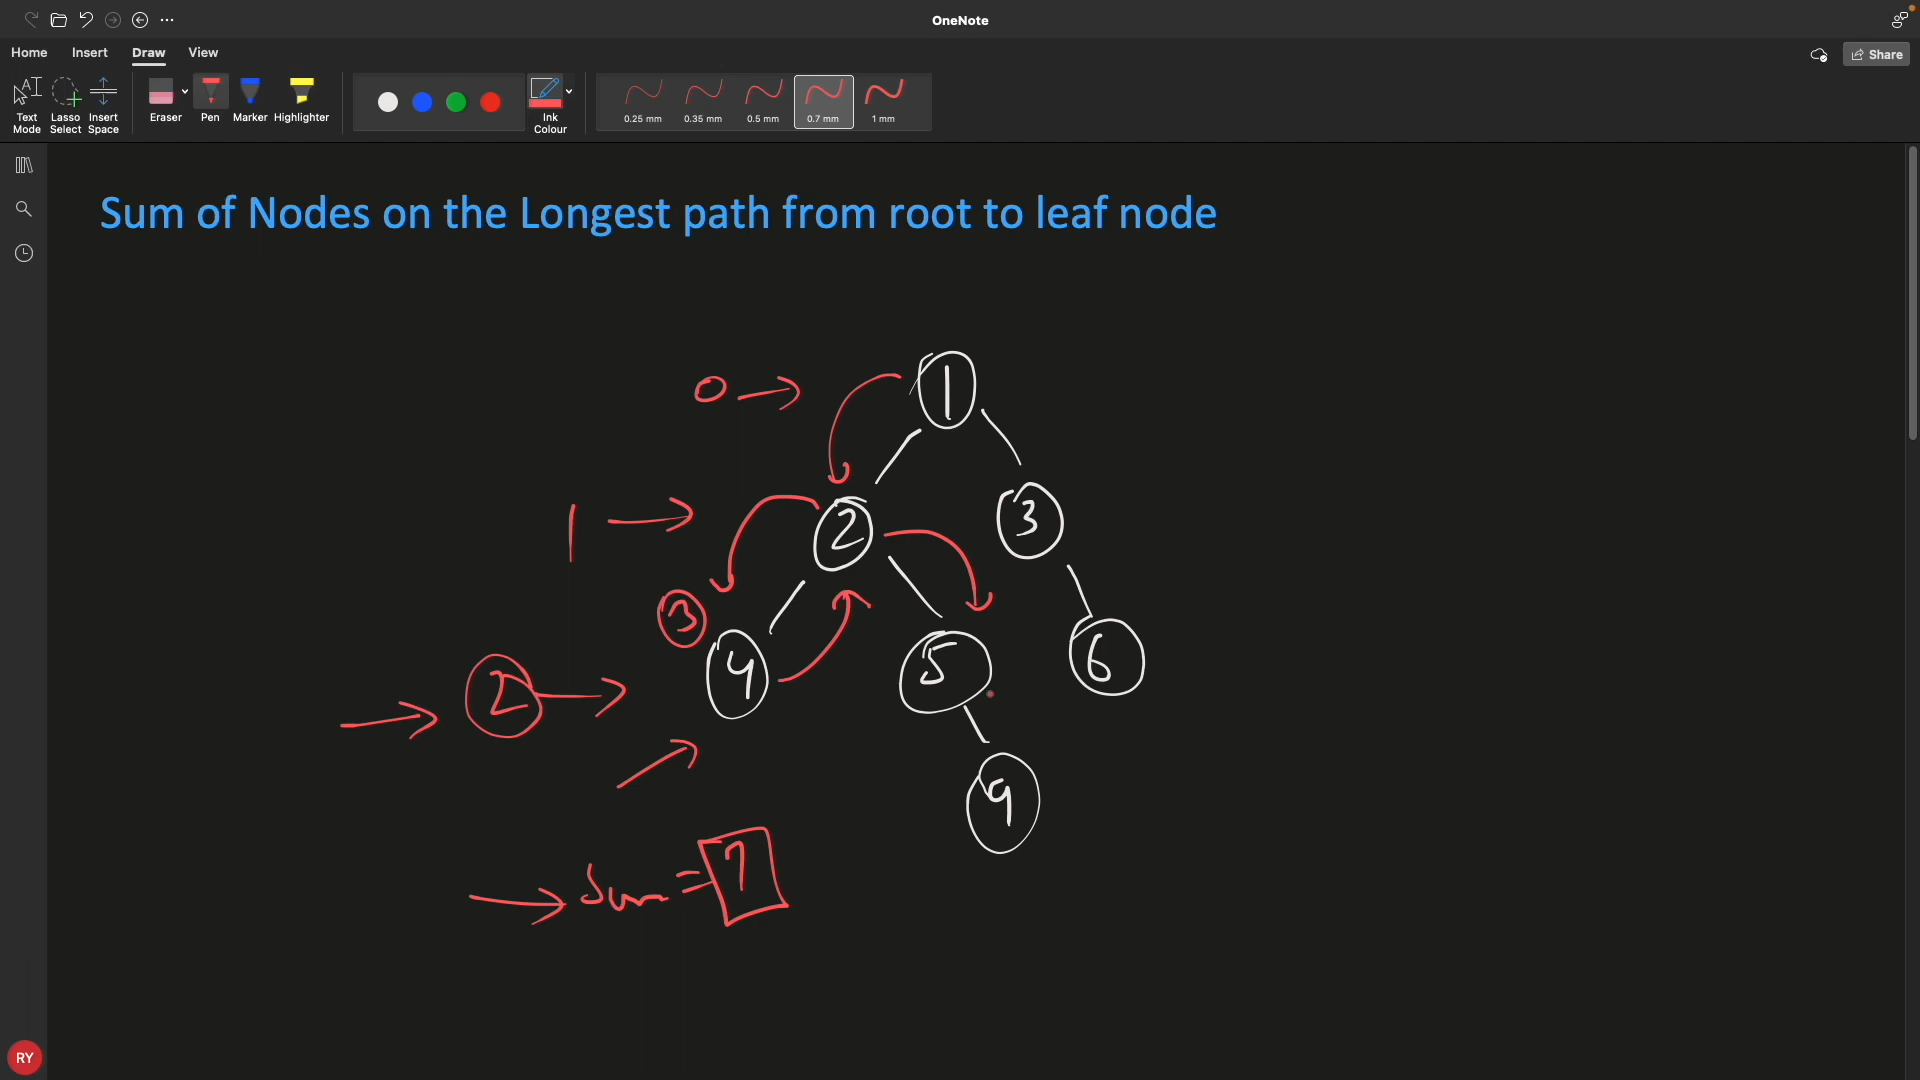 OneNote
Home Insert Draw View
Share
Text Mode
Lasso Select
Insert Space
Eraser
Pen
Marker
Highlighter
Ink Colour
0.25 mm
0.35 mm
0.5 mm
0.7 mm
1 mm
Sum of Nodes on the Longest path from root to leaf node
0 → 1
1 → 2 3
3
2 → 4 5 6
9
→ Sum = 7
RY